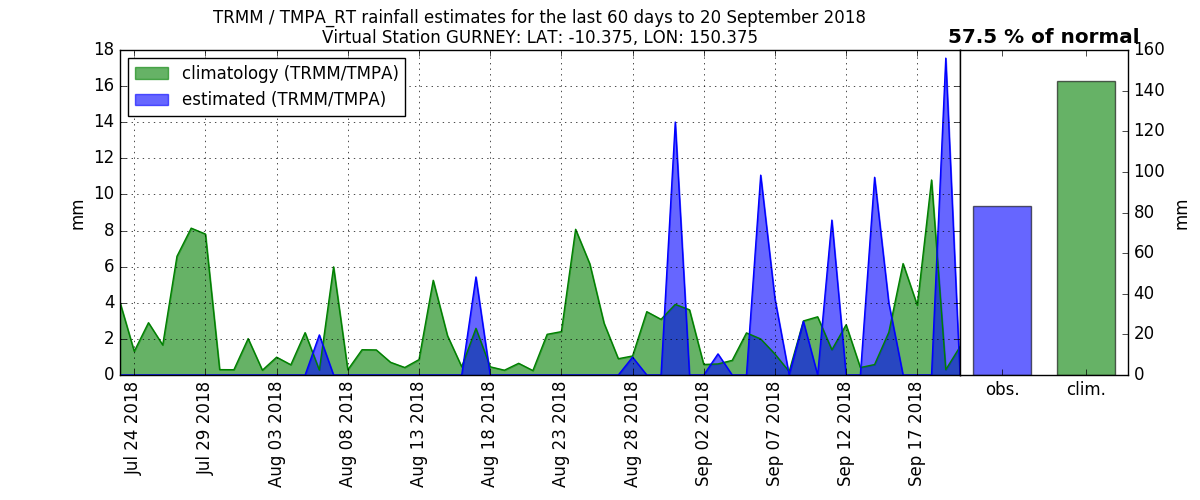 TRMM / TMPA_RT rainfall estimates for the last 60 days to 20 September 2018
Virtual Station GURNEY: LAT: -10.375, LON: 150.375
57.5 % of normal
climatology (TRMM/TMPA)
estimated (TRMM/TMPA)
mm
18
16
14
12
10
8
6
4
2
0
Jul 24 2018
Jul 29 2018
Aug 03 2018
Aug 08 2018
Aug 13 2018
Aug 18 2018
Aug 23 2018
Aug 28 2018
Sep 02 2018
Sep 07 2018
Sep 12 2018
Sep 17 2018
obs.
clim.
160
140
120
100
80
60
40
20
0
mm